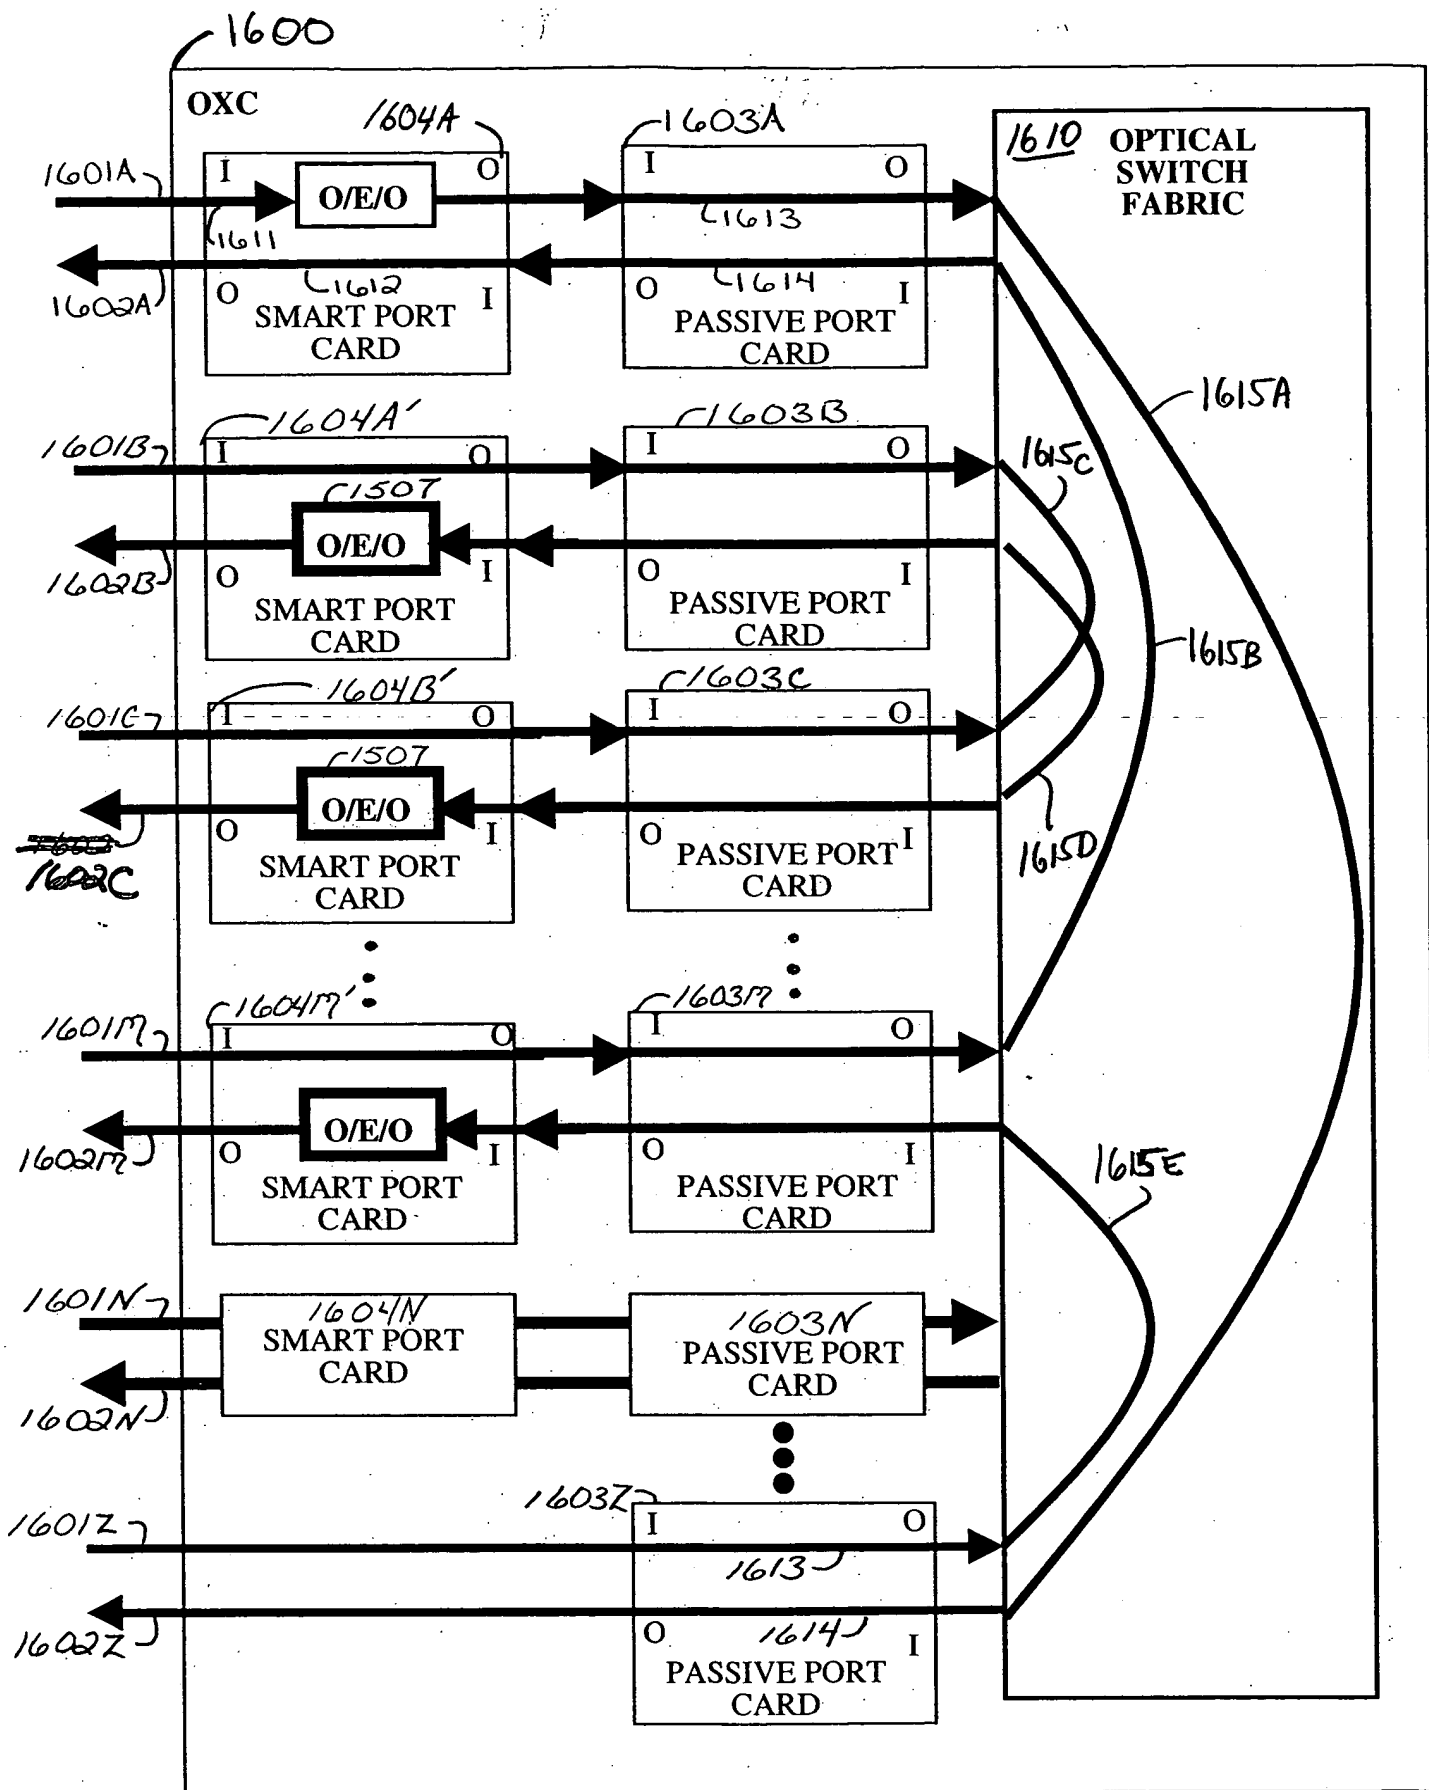 1600
OXC
1604A
1603A
1610 OPTICAL
SWITCH
FABRIC
1601A
I
O/E/O
O
I
O
1611
1613
1602A
O
1612
I
O
1614
I
SMART PORT
CARD
PASSIVE PORT
CARD
1615A
1604A'
1603B
1601B
I
O
I
O
1615C
1507
O/E/O
1602B
O
I
O
I
SMART PORT
CARD
PASSIVE PORT
CARD
1615B
1604B'
1603C
1601C
I
O
I
O
1507
O/E/O
1602C
O
I
O
I
1615D
SMART PORT
CARD
PASSIVE PORT
CARD
1604M'
1603M
1601M
I
O
I
O
O/E/O
1602M
O
I
O
I
1615E
SMART PORT
CARD
PASSIVE PORT
CARD
1601N
1604N
SMART PORT
CARD
1603N
PASSIVE PORT
CARD
1602N
1603Z
1601Z
I
O
1613
1602Z
O
1614
I
PASSIVE PORT
CARD